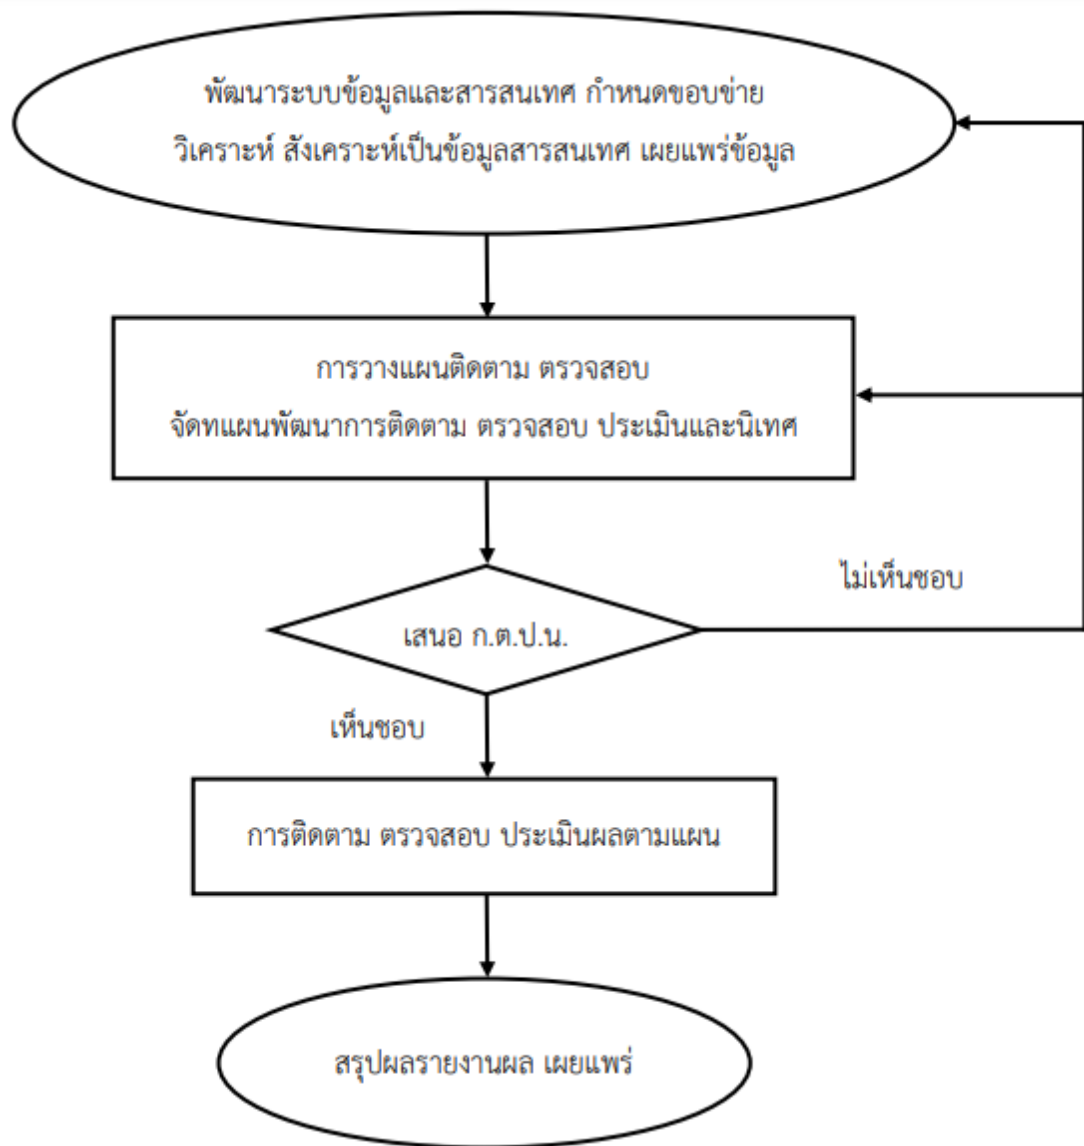 พัฒนาระบบข้อมูลและสารสนเทศ กำหนดขอบข่าย
วิเคราะห์ สังเคราะห์เป็นข้อมูลสารสนเทศ เผยแพร่ข้อมูล
การวางแผนติดตาม ตรวจสอบ
จัดทแผนพัฒนาการติดตาม ตรวจสอบ ประเมินและนิเทศ
ไม่เห็นชอบ
เสนอ ก.ต.ป.น.
เห็นชอบ
การติดตาม ตรวจสอบ ประเมินผลตามแผน
สรุปผลรายงานผล เผยแพร่